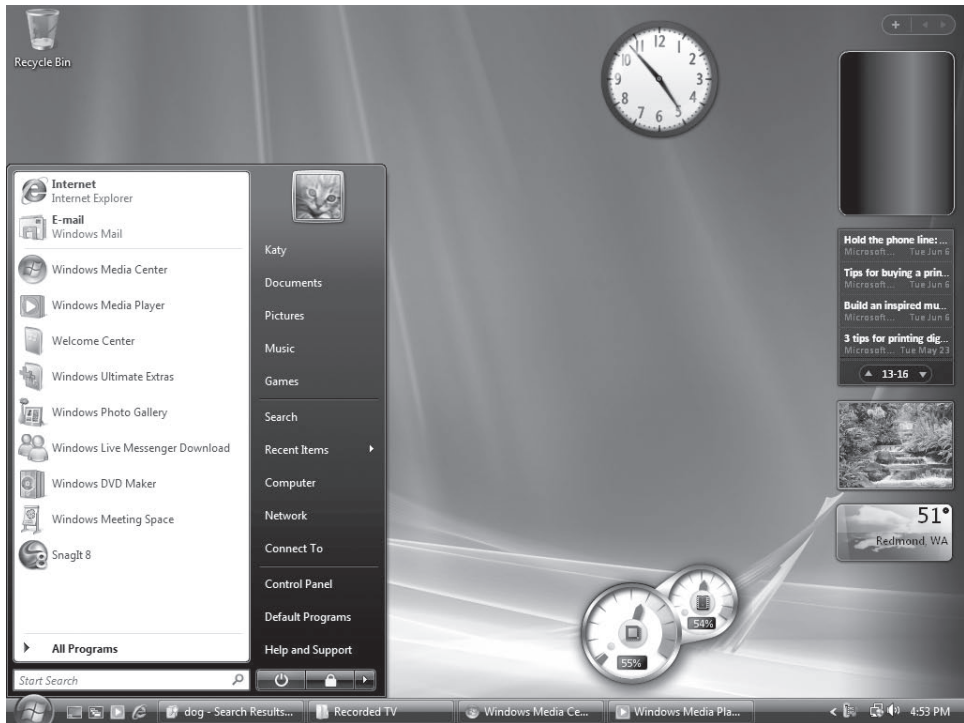 Recycle Bin
Internet
Internet Explorer
E-mail
Windows Mail
Windows Media Center
Windows Media Player
Welcome Center
Windows Ultimate Extras
Windows Photo Gallery
Windows Live Messenger Download
Windows DVD Maker
Windows Meeting Space
SnagIt 8
All Programs
Start Search
Katy
Documents
Pictures
Music
Games
Search
Recent Items
Computer
Network
Connect To
Control Panel
Default Programs
Help and Support
12
1
2
3
4
5
6
7
8
9
10
11
Hold the phone line: ...
Microsoft... Tue Jun 6
Tips for buying a prin...
Microsoft... Tue Jun 6
Build an inspired mu...
Microsoft... Tue Jun 6
3 tips for printing dig...
Microsoft... Tue May 23
13-16
51°
Redmond, WA
54%
55%
dog - Search Results...
Recorded TV
Windows Media Ce...
Windows Media Pla...
4:53 PM